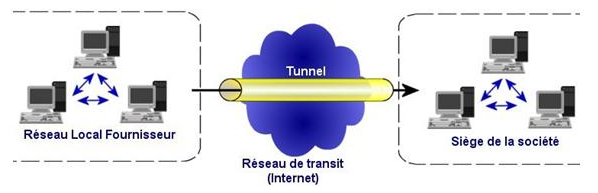 Tunnel
Réseau Local Fournisseur
Réseau de transit
(Internet)
Siège de la société